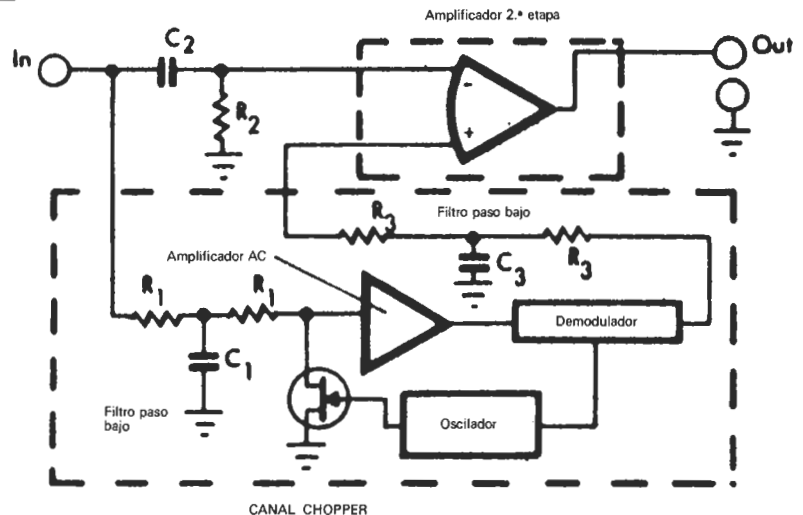 Amplificador 2.ª etapa
In
C2
Out
R2
-
+
R3
Filtro paso bajo
Amplificador AC
C3
R3
R1
R1
Demodulador
C1
Filtro paso
bajo
Oscilador
CANAL CHOPPER